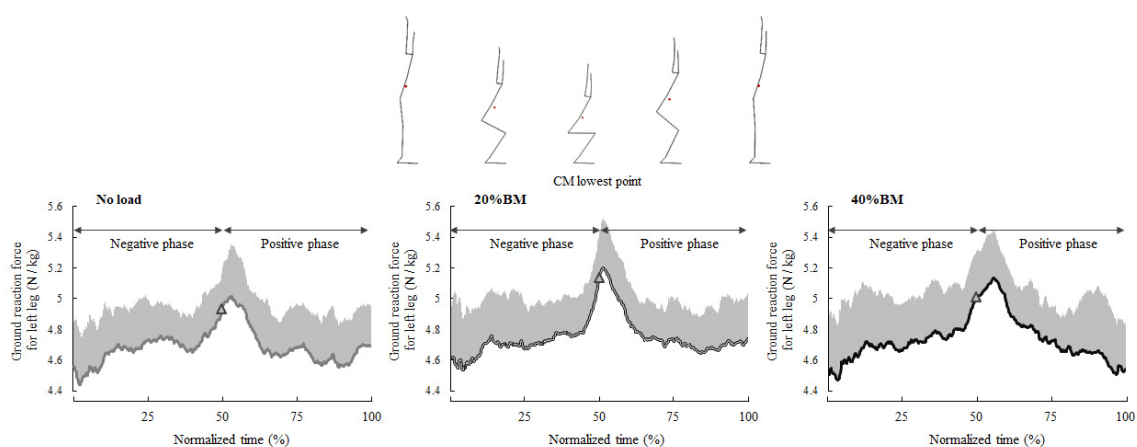 CM lowest point
No load
Ground reaction force
for left leg (N / kg)
5.6
5.4
5.2
5
4.8
4.6
4.4
Negative phase
Positive phase
25
50
75
100
Normalized time (%)
20%BM
Ground reaction force
for left leg (N / kg)
5.6
5.4
5.2
5
4.8
4.6
4.4
Negative phase
Positive phase
25
50
75
100
Normalized time (%)
40%BM
Ground reaction force
for left leg (N / kg)
5.6
5.4
5.2
5
4.8
4.6
4.4
Negative phase
Positive phase
25
50
75
100
Normalized time (%)